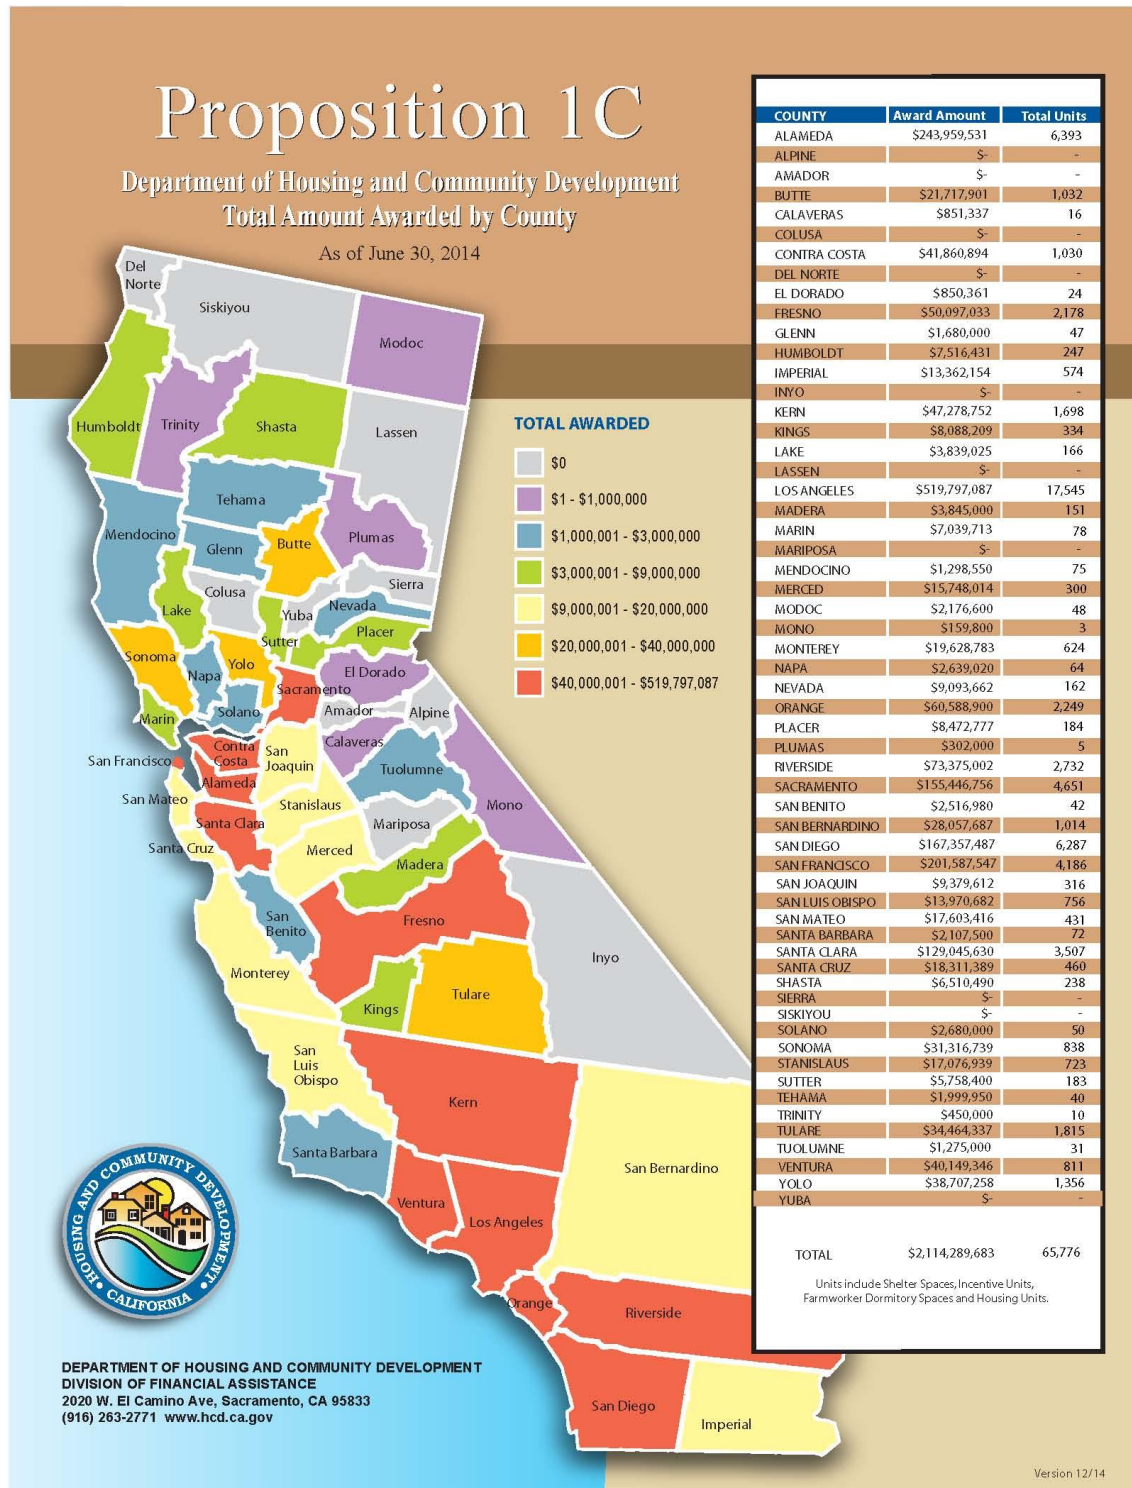 Proposition 1C
Department of Housing and Community Development
Total Amount Awarded by County
As of June 30, 2014
Del
Norte
Siskiyou
Modoc
Humboldt
Trinity
Shasta
Lassen
Tehama
Mendocino
Glenn
Butte
Plumas
Colusa
Sierra
Lake
Yuba
Nevada
Sutter
Placer
Sonoma
Napa
Yolo
El Dorado
Sacramento
Marin
Solano
Amador
Alpine
Contra
Costa
San
Joaquin
Calaveras
San Francisco
Alameda
Tuolumne
San Mateo
Stanislaus
Mono
Santa Clara
Mariposa
Santa Cruz
Merced
Madera
San
Benito
Fresno
Inyo
Monterey
Tulare
Kings
San
Luis
Obispo
Kern
Santa Barbara
San Bernardino
Ventura
Los Angeles
Orange
Riverside
San Diego
Imperial
TOTAL AWARDED
$0
$1 - $1,000,000
$1,000,001 - $3,000,000
$3,000,001 - $9,000,000
$9,000,001 - $20,000,000
$20,000,001 - $40,000,000
$40,000,001 - $519,797,087
COUNTY Award Amount Total Units
ALAMEDA $243,959,531 6,393
ALPINE $- -
AMADOR $- -
BUTTE $21,717,901 1,032
CALAVERAS $851,337 16
COLUSA $- -
CONTRA COSTA $41,860,894 1,030
DEL NORTE $- -
EL DORADO $850,361 24
FRESNO $50,097,033 2,178
GLENN $1,680,000 47
HUMBOLDT $7,516,431 247
IMPERIAL $13,362,154 574
INYO $- -
KERN $47,278,752 1,698
KINGS $8,088,209 334
LAKE $3,839,025 166
LASSEN $- -
LOS ANGELES $519,797,087 17,545
MADERA $3,845,000 151
MARIN $7,039,713 78
MARIPOSA $- -
MENDOCINO $1,298,550 75
MERCED $15,748,014 300
MODOC $2,176,600 48
MONO $159,800 3
MONTEREY $19,628,783 624
NAPA $2,639,020 64
NEVADA $9,093,662 162
ORANGE $60,588,900 2,249
PLACER $8,472,777 184
PLUMAS $302,000 5
RIVERSIDE $73,375,002 2,732
SACRAMENTO $155,446,756 4,651
SAN BENITO $2,516,980 42
SAN BERNARDINO $28,057,687 1,014
SAN DIEGO $167,357,487 6,287
SAN FRANCISCO $201,587,547 4,186
SAN JOAQUIN $9,379,612 316
SAN LUIS OBISPO $13,970,682 756
SAN MATEO $17,603,416 431
SANTA BARBARA $2,107,500 72
SANTA CLARA $129,045,630 3,507
SANTA CRUZ $18,311,389 460
SHASTA $6,510,490 238
SIERRA $- -
SISKIYOU $- -
SOLANO $2,680,000 50
SONOMA $31,316,739 838
STANISLAUS $17,076,939 723
SUTTER $5,758,400 183
TEHAMA $1,999,950 40
TRINITY $450,000 10
TULARE $34,464,337 1,815
TUOLUMNE $1,275,000 31
VENTURA $40,149,346 811
YOLO $38,707,258 1,356
YUBA $- -
TOTAL $2,114,289,683 65,776
Units include Shelter Spaces, Incentive Units,
Farmworker Dormitory Spaces and Housing Units.
HOUSING AND COMMUNITY DEVELOPMENT
CALIFORNIA
DEPARTMENT OF HOUSING AND COMMUNITY DEVELOPMENT
DIVISION OF FINANCIAL ASSISTANCE
2020 W. El Camino Ave, Sacramento, CA 95833
(916) 263-2771 www.hcd.ca.gov
Version 12/14